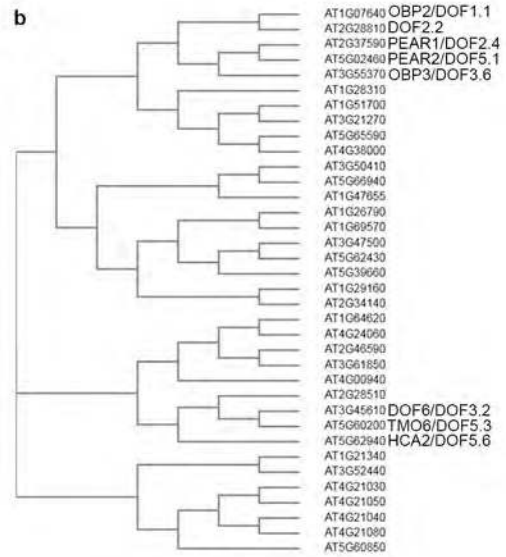 b
AT1G07640 OBP2/DOF1.1
AT2G28810 DOF2.2
AT2G37590 PEAR1/DOF2.4
AT5G02460 PEAR2/DOF5.1
AT3G55370 OBP3/DOF3.6
AT1G28310
AT1G51700
AT3G21270
AT5G65590
AT4G38000
AT3G50410
AT5G66940
AT1G47655
AT1G26790
AT1G69570
AT3G47500
AT5G62430
AT5G39660
AT1G29160
AT2G34140
AT1G64620
AT4G24060
AT2G46590
AT3G61850
AT4G00940
AT2G28510
AT3G45610 DOF6/DOF3.2
AT5G60200 TMO6/DOF5.3
AT5G62940 HCA2/DOF5.6
AT1G21340
AT3G52440
AT4G21030
AT4G21050
AT4G21040
AT4G21080
AT5G60850